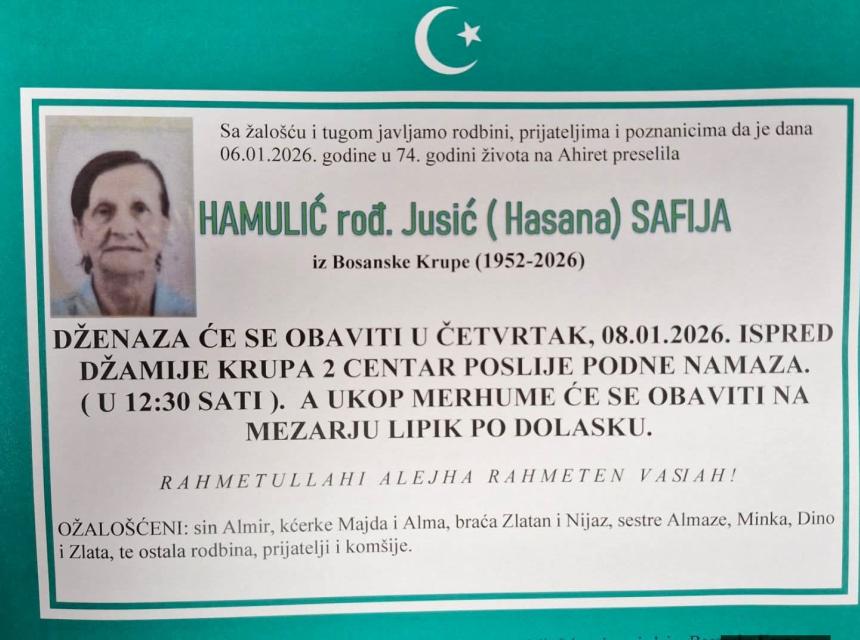 Sa žalošću i tugom javljamo rodbini, prijateljima i poznanicima da je dana
06.01.2026. godine u 74. godini života na Ahiret preselila
HAMULIĆ rođ. Jusić ( Hasana) SAFIJA
iz Bosanske Krupe (1952-2026)
DŽENAZA ĆE SE OBAVITI U ČETVRTAK, 08.01.2026. ISPRED
DŽAMIJE KRUPA 2 CENTAR POSLIJE PODNE NAMAZA.
( U 12:30 SATI ). A UKOP MERHUME ĆE SE OBAVITI NA
MEZARJU LIPIK PO DOLASKU.
RAHMETULLAHI ALEJHA RAHMETEN VASIAH!
OŽALOŠĆENI: sin Almir, kćerke Majda i Alma, braća Zlatan i Nijaz, sestre Almaze, Minka, Dino
i Zlata, te ostala rodbina, prijatelji i komšije.